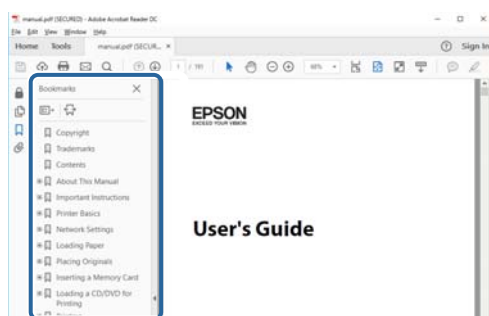 manual.pdf (SECURED) - Adobe Acrobat Reader DC
File Edit View Window Help
Home Tools manual.pdf (SECUR... × Sign In
Bookmarks
EPSON
EXCEED YOUR VISION
Copyright
Trademarks
Contents
About This Manual
Important Instructions
Printer Basics
Network Settings
User's Guide
Loading Paper
Placing Originals
Inserting a Memory Card
Loading a CD/DVD for
Printing